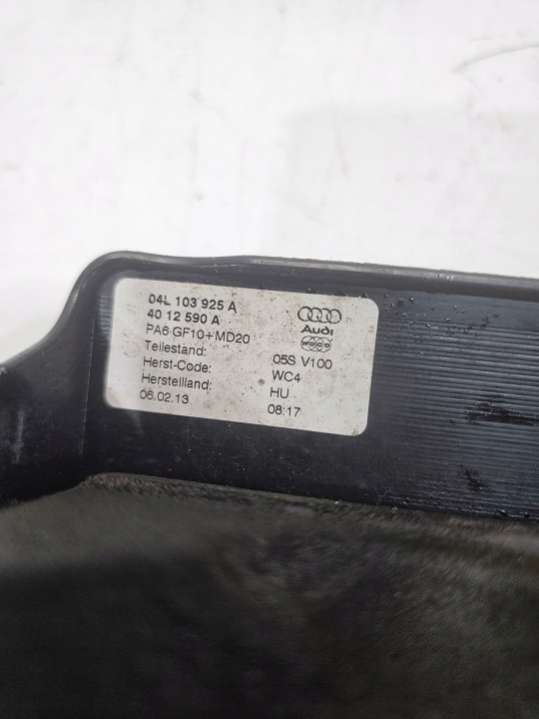 04L 103 925 A
40 12 590 A
PA6 GF10+MD20
Audi
Teilestand: 05S V100
Herst-Code: WC4
Herstelland: HU
06.02.13 08:17